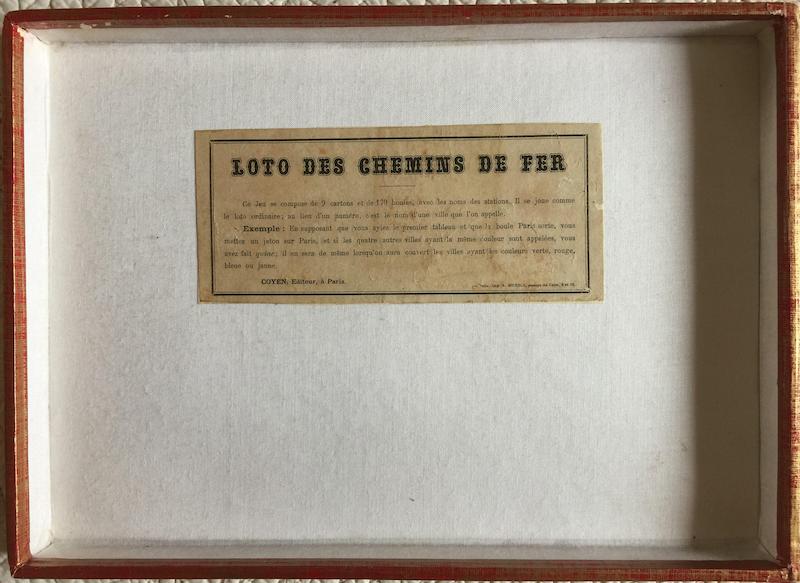 LOTO DES CHEMINS DE FER
Ce Jeu se compose de 9 cartons et de 170 boules, avec les noms des stations. Il se joue comme
le loto ordinaire; au lieu d'un numéro, c'est le nom d'une ville que l'on appelle.
Exemple : En supposant que vous ayiez le premier tableau et que la boule Paris sorte, vous
mettez un jeton sur Paris, et si les quatre autres villes ayant la même couleur sont appelées, vous
avez fait quine; il en sera de même lorsqu'on aura couvert les villes ayant les couleurs verte, rouge,
bleue ou jaune.
COYEN, Editeur, à Paris.